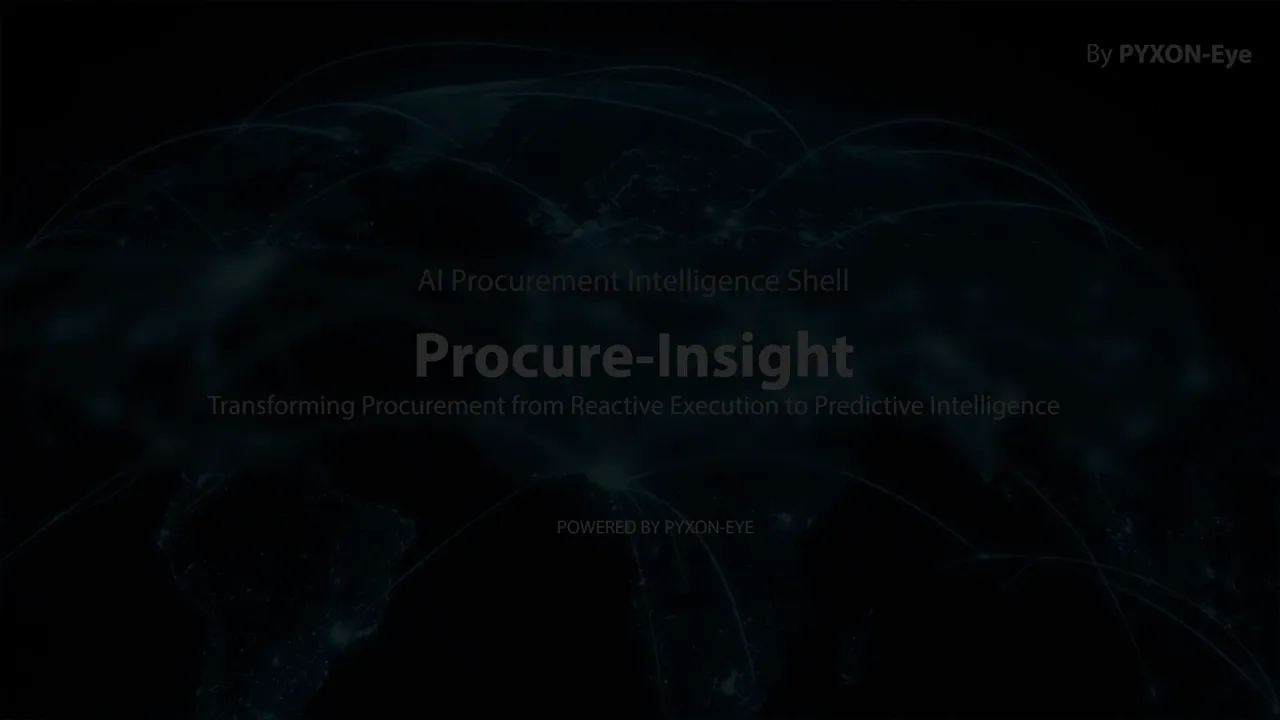 By PYXON-Eye
AI Procurement Intelligence Shell
Procure-Insight
Transforming Procurement from Reactive Execution to Predictive Intelligence
POWERED BY PYXON-EYE